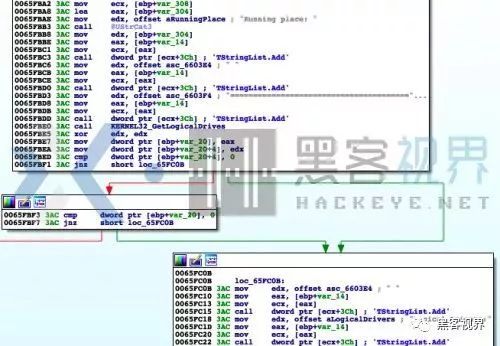 0065FBA2 3AC mov ecx, [ebp+var_308]
0065FBA8 3AC lea eax, [ebp+var_304]
0065FBAE 3AC mov edx, offset aRunningPlace ; "Running place: "
0065FBB3 3AC call @UStrCat3
0065FBB8 3AC mov edx, [ebp+var_304]
0065FBBE 3AC mov eax, [ebp+var_14]
0065FBC1 3AC mov ecx, [eax]
0065FBC3 3AC call dword ptr [ecx+3Ch] ; 'TStringList.Add'
0065FBC6 3AC mov edx, offset asc_6603E4 ; " "
0065FBCB 3AC mov eax, [ebp+var_14]
0065FBCE 3AC mov ecx, [eax]
0065FBD0 3AC call dword ptr [ecx+3Ch] ; 'TStringList.Add'
0065FBD3 3AC mov edx, offset asc_6603F4 ;
0065FBD8 3AC mov eax, [ebp+var_14]
0065FBDB 3AC mov ecx, [eax]
0065FBDD 3AC call dword ptr [ecx+3Ch] ; 'TStringList.Add'
0065FBE0 3AC call KERNEL32_GetLogicalDrives
0065FBE5 3AC xor edx, edx
0065FBE7 3AC mov [ebp+var_20], eax
0065FBEA 3AC mov [ebp+var_20+4], edx
0065FBED 3AC cmp dword ptr [ebp+var_20+4], 0
0065FBF1 3AC jnz short loc_65FC0B
黑客视界
HACKEYE.NET
0065FBF3 3AC cmp dword ptr [ebp+var_20], 0
0065FBF7 3AC jnz short loc_65FC0B
0065FC0B
0065FC0B loc_65FC0B:
0065FC0B 3AC mov edx, offset asc_6603E4 ; " "
0065FC10 3AC mov eax, [ebp+var_14]
0065FC13 3AC mov ecx, [eax]
0065FC15 3AC call dword ptr [ecx+3Ch] ; 'TStringList.Add'
0065FC18 3AC mov edx, offset aLogicalDrivers ;
0065FC1D 3AC mov eax, [ebp+var_14]
0065FC20 3AC mov ecx, [eax]
0065FC22 3AC call dword ptr [ecx+3Ch] ; 'TStringList.Add'
黑客视界